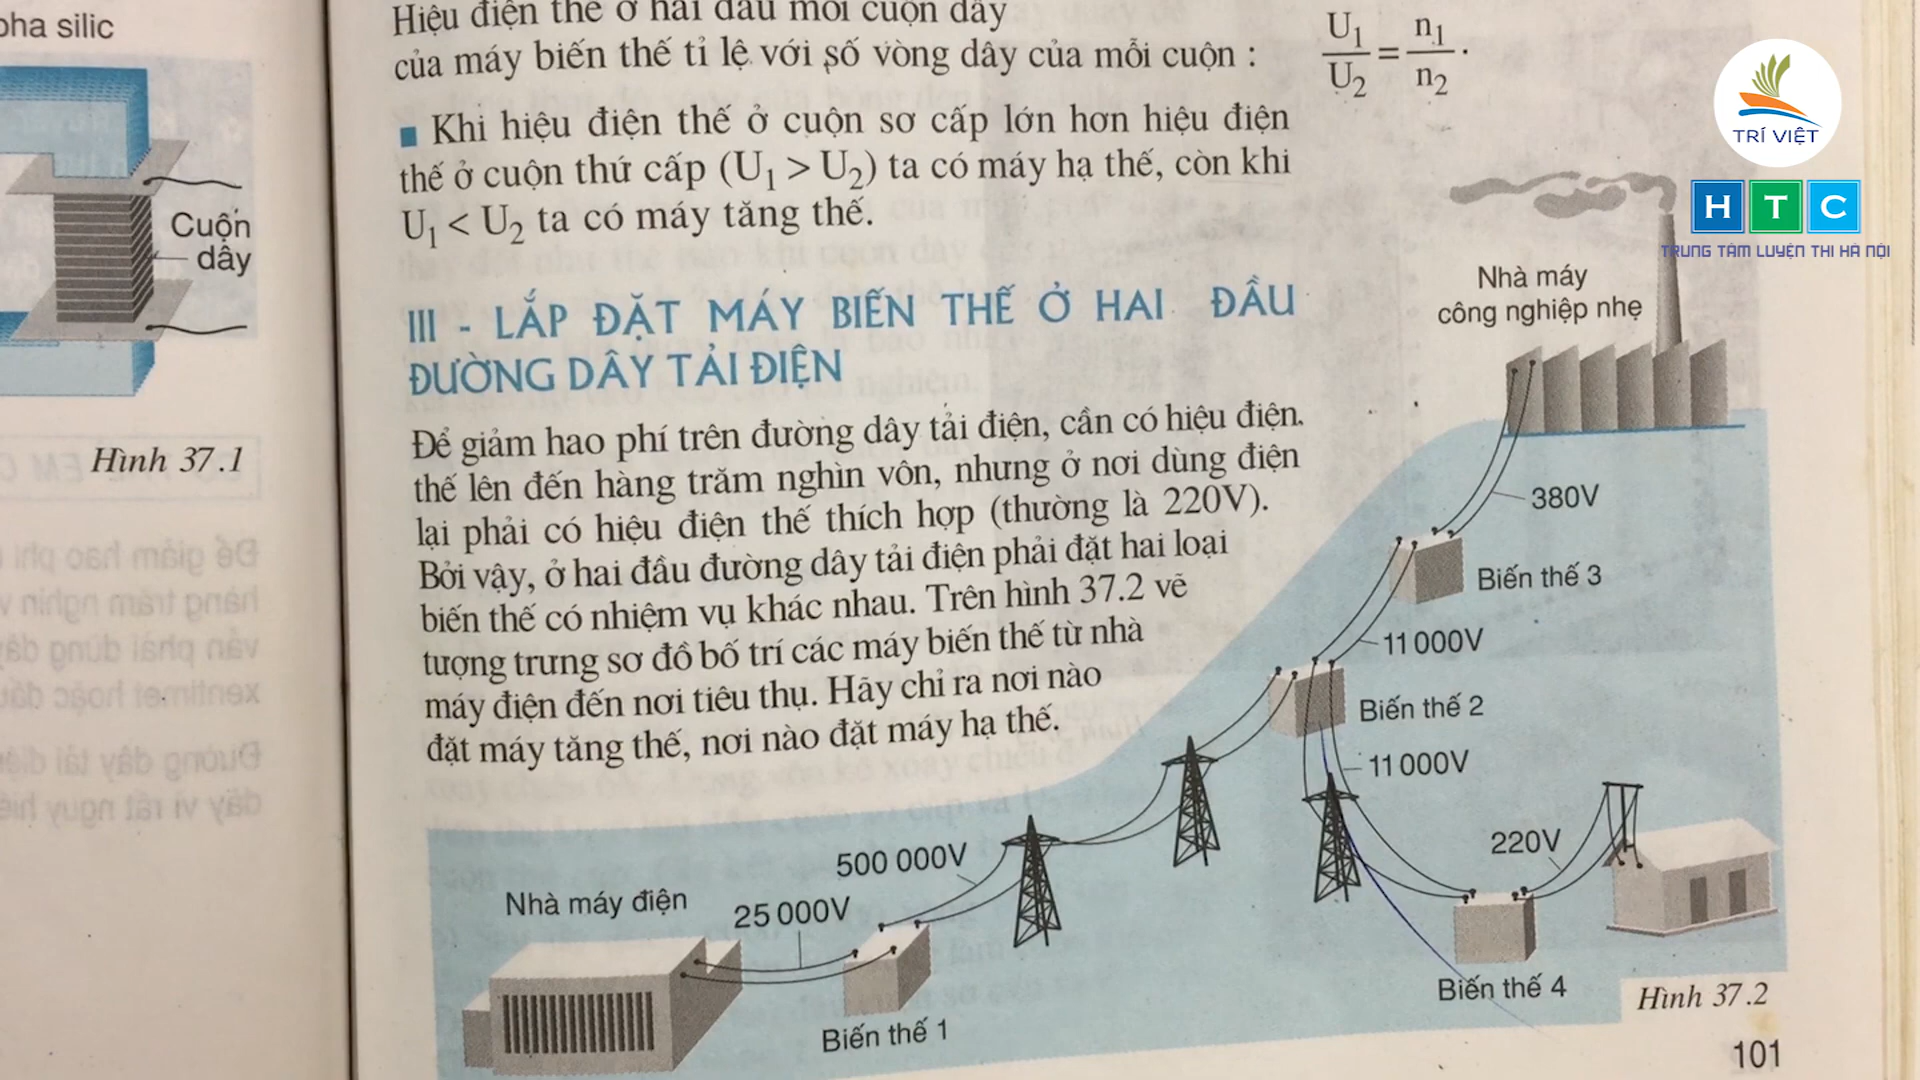 pha silic
Cuộn
dây
Hình 37.1
Hiệu điện thế ở hai đầu mỗi cuộn dây
của máy biến thế tỉ lệ với số vòng dây của mỗi cuộn : U1/U2 = n1/n2.
■ Khi hiệu điện thế ở cuộn sơ cấp lớn hơn hiệu điện
thế ở cuộn thứ cấp (U1 > U2) ta có máy hạ thế, còn khi
U1 < U2 ta có máy tăng thế.
III - LẮP ĐẶT MÁY BIẾN THẾ Ở HAI ĐẦU
ĐƯỜNG DÂY TẢI ĐIỆN
Để giảm hao phí trên đường dây tải điện, cần có hiệu điện
thế lên đến hàng trăm nghìn vôn, nhưng ở nơi dùng điện
lại phải có hiệu điện thế thích hợp (thường là 220V).
Bởi vậy, ở hai đầu đường dây tải điện phải đặt hai loại
biến thế có nhiệm vụ khác nhau. Trên hình 37.2 vẽ
tượng trưng sơ đồ bố trí các máy biến thế từ nhà
máy điện đến nơi tiêu thụ. Hãy chỉ ra nơi nào
đặt máy tăng thế, nơi nào đặt máy hạ thế.
TRÍ VIỆT
H T C
TRUNG TÂM LUYỆN THI HÀ NỘI
Nhà máy
công nghiệp nhẹ
380V
Biến thế 3
11 000V
Biến thế 2
11 000V
220V
500 000V
Nhà máy điện
25 000V
Biến thế 1
Biến thế 4
Hình 37.2
101